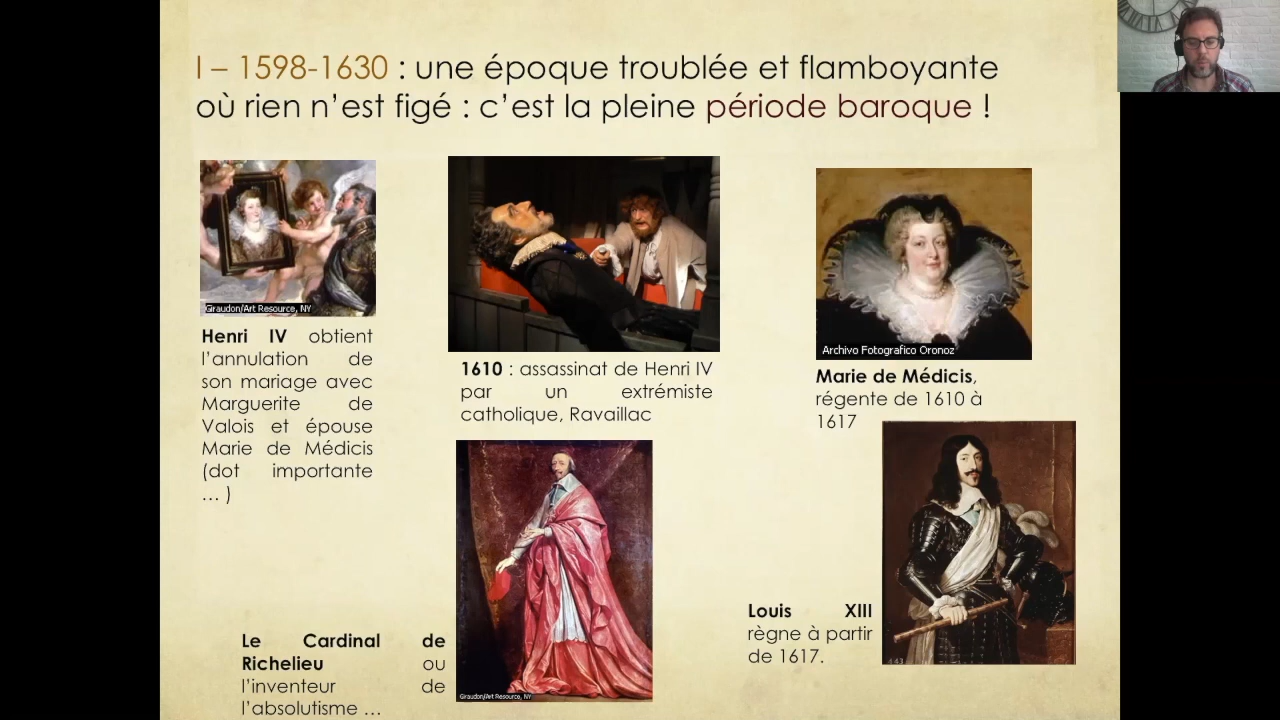 I – 1598-1630 : une époque troublée et flamboyante
où rien n’est figé : c’est la pleine période baroque !
Giraudon/Art Resource, NY
Henri IV obtient
l’annulation de
son mariage avec
Marguerite de
Valois et épouse
Marie de Médicis
(dot importante
… )
1610 : assassinat de Henri IV
par un extrémiste
catholique, Ravaillac
Archivo Fotografico Oronoz
Marie de Médicis,
régente de 1610 à
1617
Le Cardinal de
Richelieu ou
l’inventeur de
l’absolutisme …
Giraudon/Art Resource, NY
Louis XIII
règne à partir
de 1617.
443